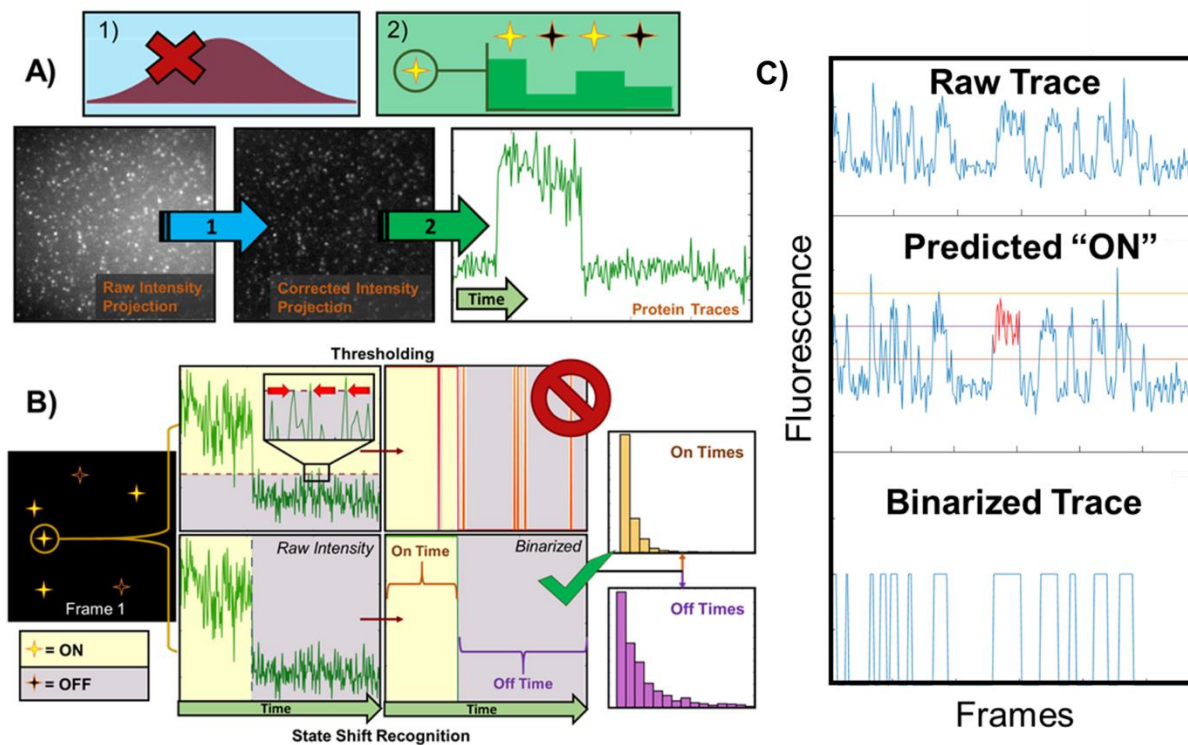 A)
1)
2)
1
2
Raw Intensity
Projection
Corrected Intensity
Projection
Time
Protein Traces
B)
Thresholding
Frame 1
= ON
= OFF
Raw Intensity
On Time
Binarized
Off Time
Time
Time
State Shift Recognition
On Times
Off Times
C)
Raw Trace
Predicted “ON”
Binarized Trace
Fluorescence
Frames